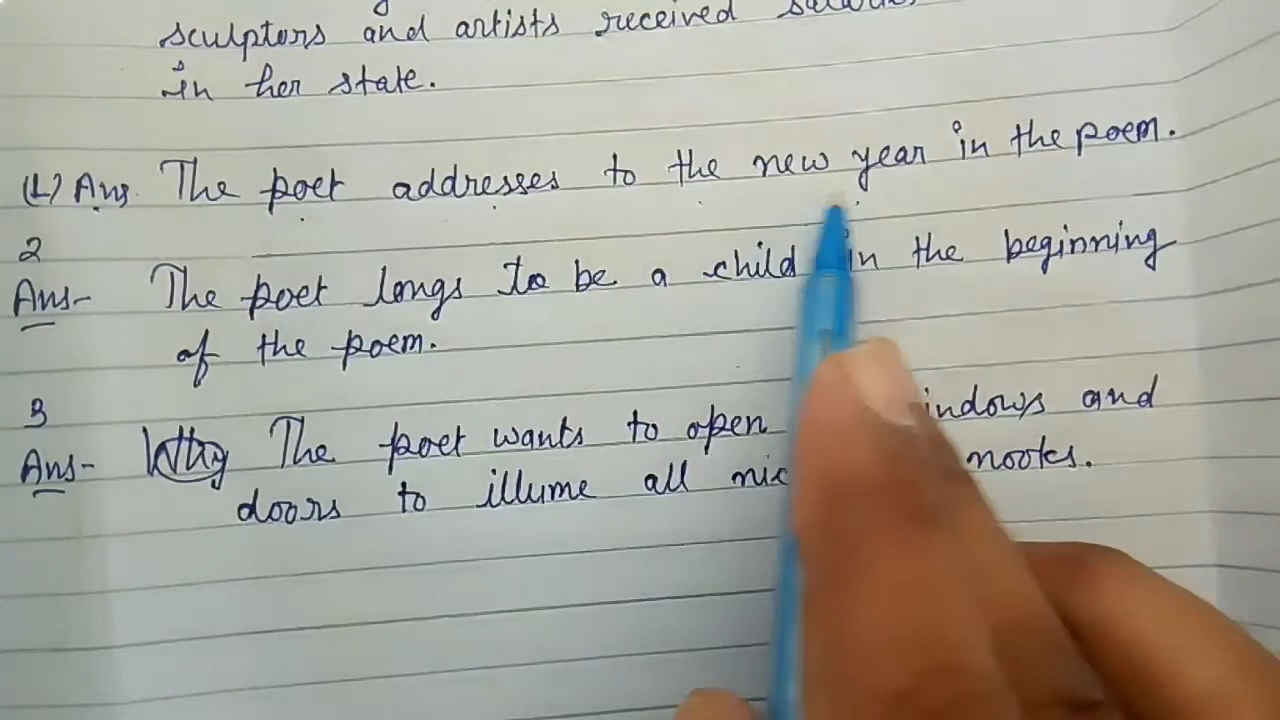 sculptors and artists received
in her state.
(1) Ans. The poet addresses to the new year in the poem.
2
Ans- The poet longs to be a child in the beginning
of the poem.
3
Ans- Why The poet wants to open windows and
doors to illume all nooks.